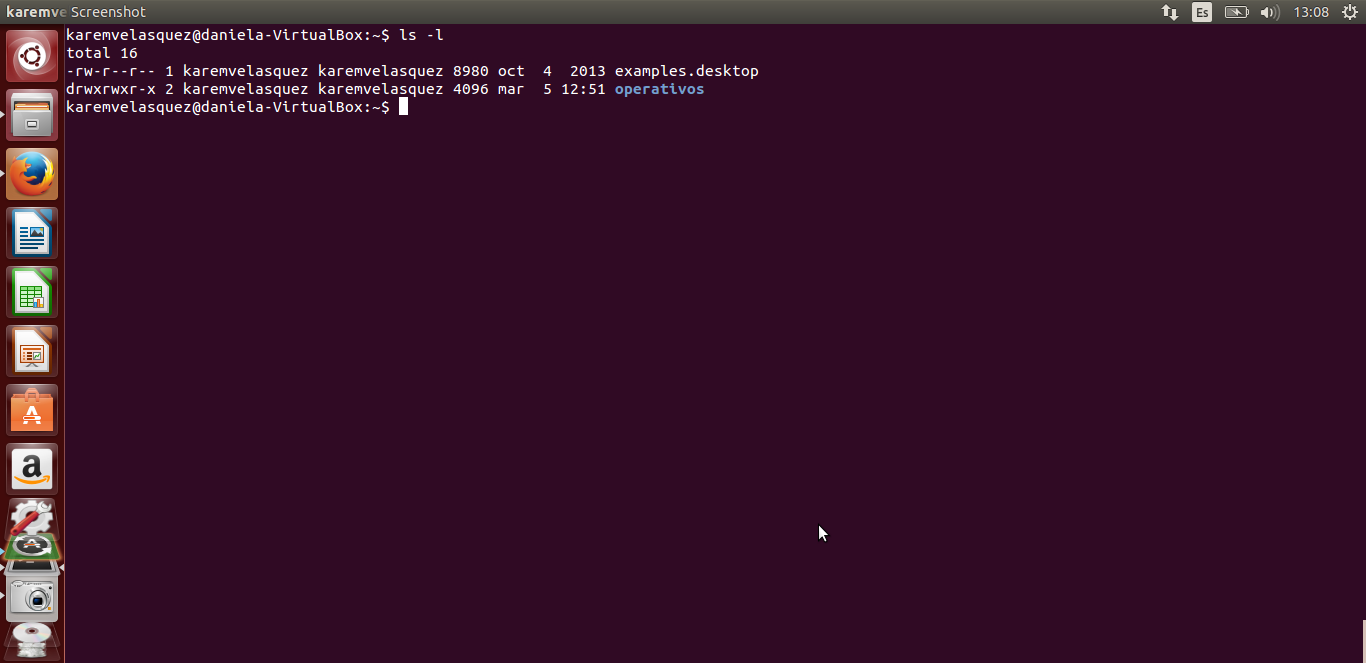 karemve Screenshot Es 13:08
karemvelasquez@daniela-VirtualBox:~$ ls -l
total 16
-rw-r--r-- 1 karemvelasquez karemvelasquez 8980 oct  4  2013 examples.desktop
drwxrwxr-x 2 karemvelasquez karemvelasquez 4096 mar  5 12:51 operativos
karemvelasquez@daniela-VirtualBox:~$
A
a